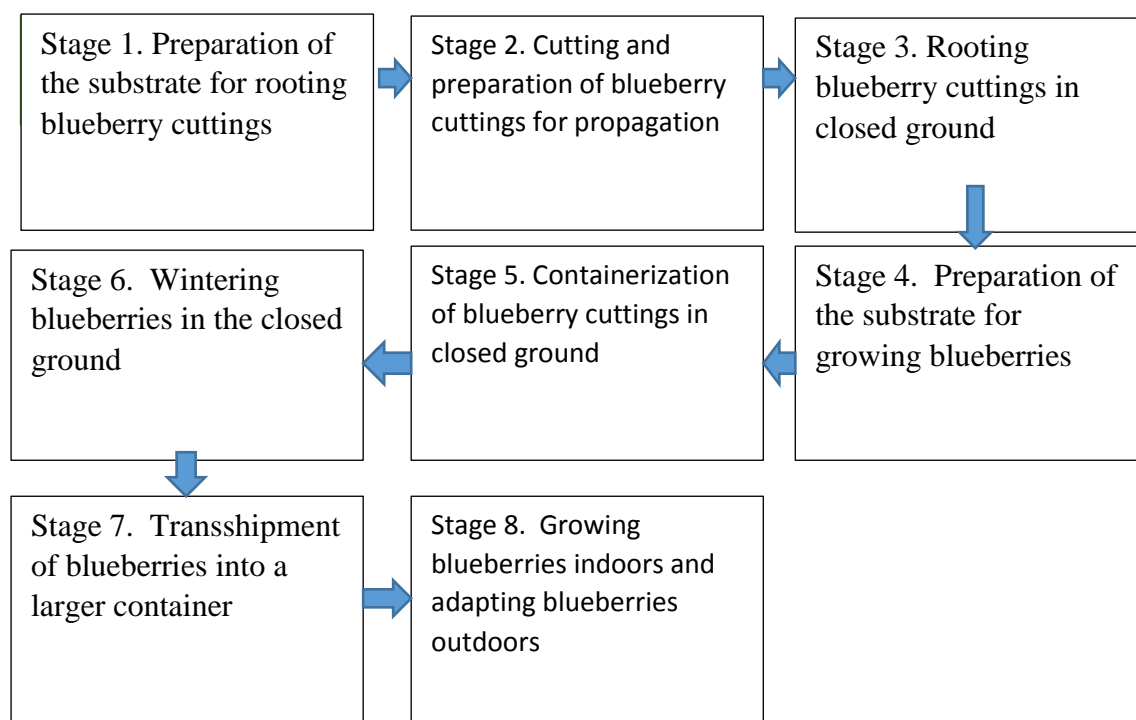 Stage 1. Preparation of
the substrate for rooting
blueberry cuttings
Stage 2. Cutting and
preparation of blueberry
cuttings for propagation
Stage 3. Rooting
blueberry cuttings in
closed ground
Stage 4. Preparation of
the substrate for
growing blueberries
Stage 5. Containerization
of blueberry cuttings in
closed ground
Stage 6. Wintering
blueberries in the closed
ground
Stage 7. Transshipment
of blueberries into a
larger container
Stage 8. Growing
blueberries indoors and
adapting blueberries
outdoors